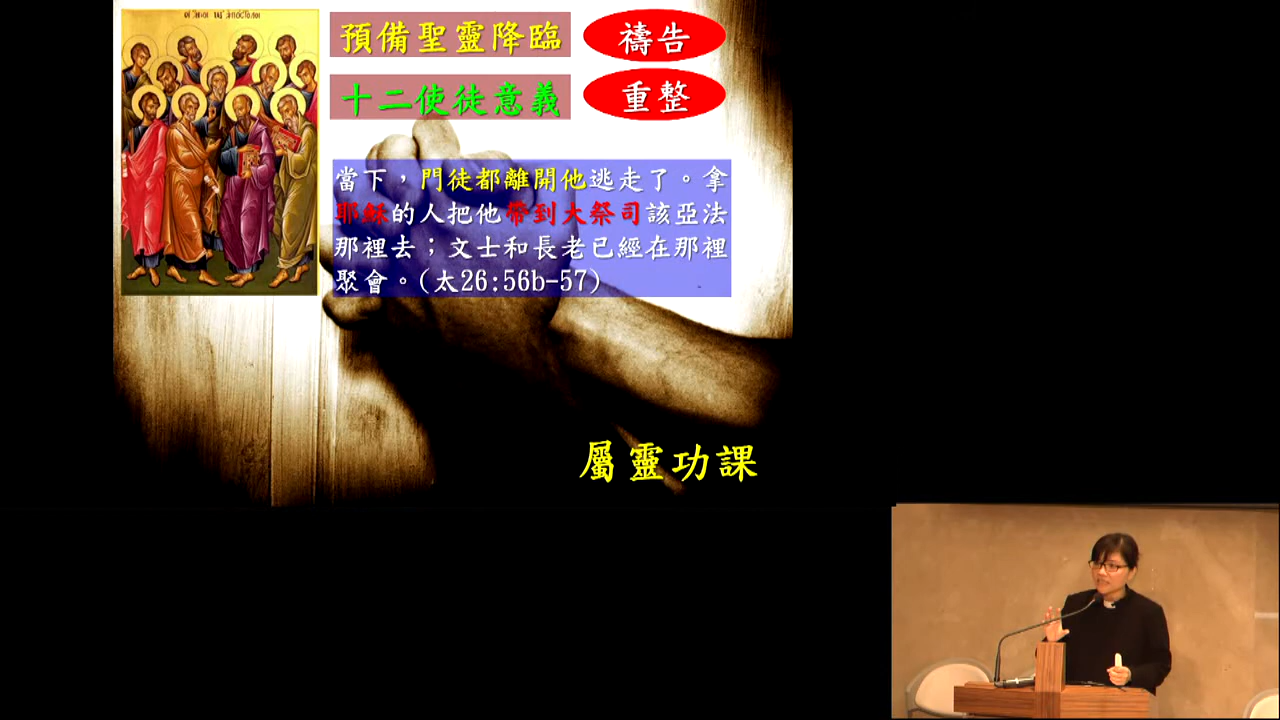 預備聖靈降臨
禱告
十二使徒意義
重整
當下，門徒都離開他逃走了。拿
耶穌的人把他帶到大祭司該亞法
那裡去；文士和長老已經在那裡
聚會。(太26:56b-57)
屬靈功課